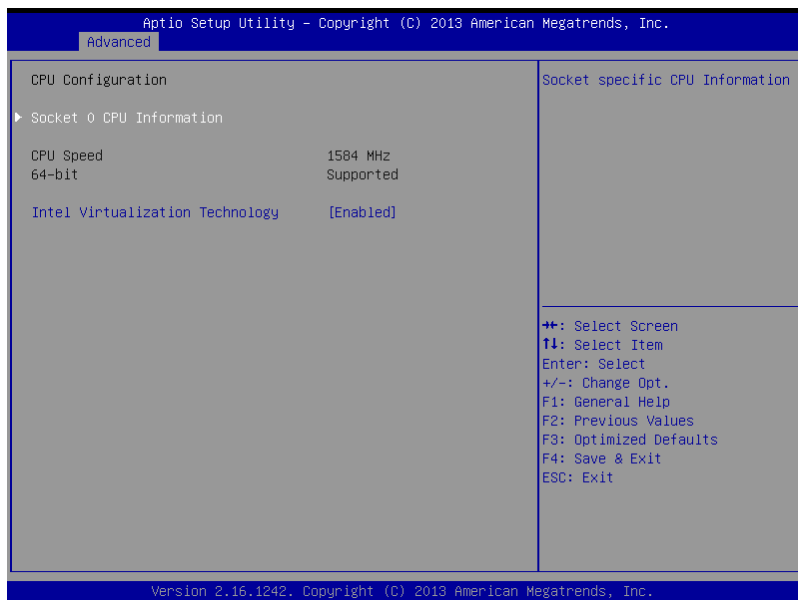 Aptio Setup Utility – Copyright (C) 2013 American Megatrends, Inc.
Advanced
CPU Configuration
Socket 0 CPU Information
CPU Speed 1584 MHz
64-bit Supported
Intel Virtualization Technology [Enabled]
Socket specific CPU Information
→←: Select Screen
↑↓: Select Item
Enter: Select
+/-: Change Opt.
F1: General Help
F2: Previous Values
F3: Optimized Defaults
F4: Save & Exit
ESC: Exit
Version 2.16.1242. Copyright (C) 2013 American Megatrends, Inc.